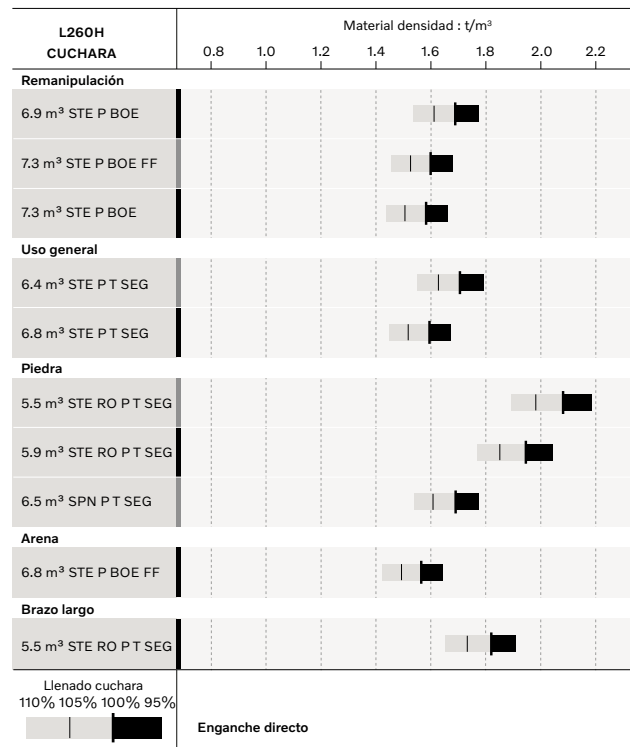 L260H
CUCHARA
Material densidad : t/m³
0.8 1.0 1.2 1.4 1.6 1.8 2.0 2.2
Remanipulación
6.9 m³ STE P BOE
7.3 m³ STE P BOE FF
7.3 m³ STE P BOE
Uso general
6.4 m³ STE P T SEG
6.8 m³ STE P T SEG
Piedra
5.5 m³ STE RO P T SEG
5.9 m³ STE RO P T SEG
6.5 m³ SPN P T SEG
Arena
6.8 m³ STE P BOE FF
Brazo largo
5.5 m³ STE RO P T SEG
Llenado cuchara
110% 105% 100% 95%
Enganche directo